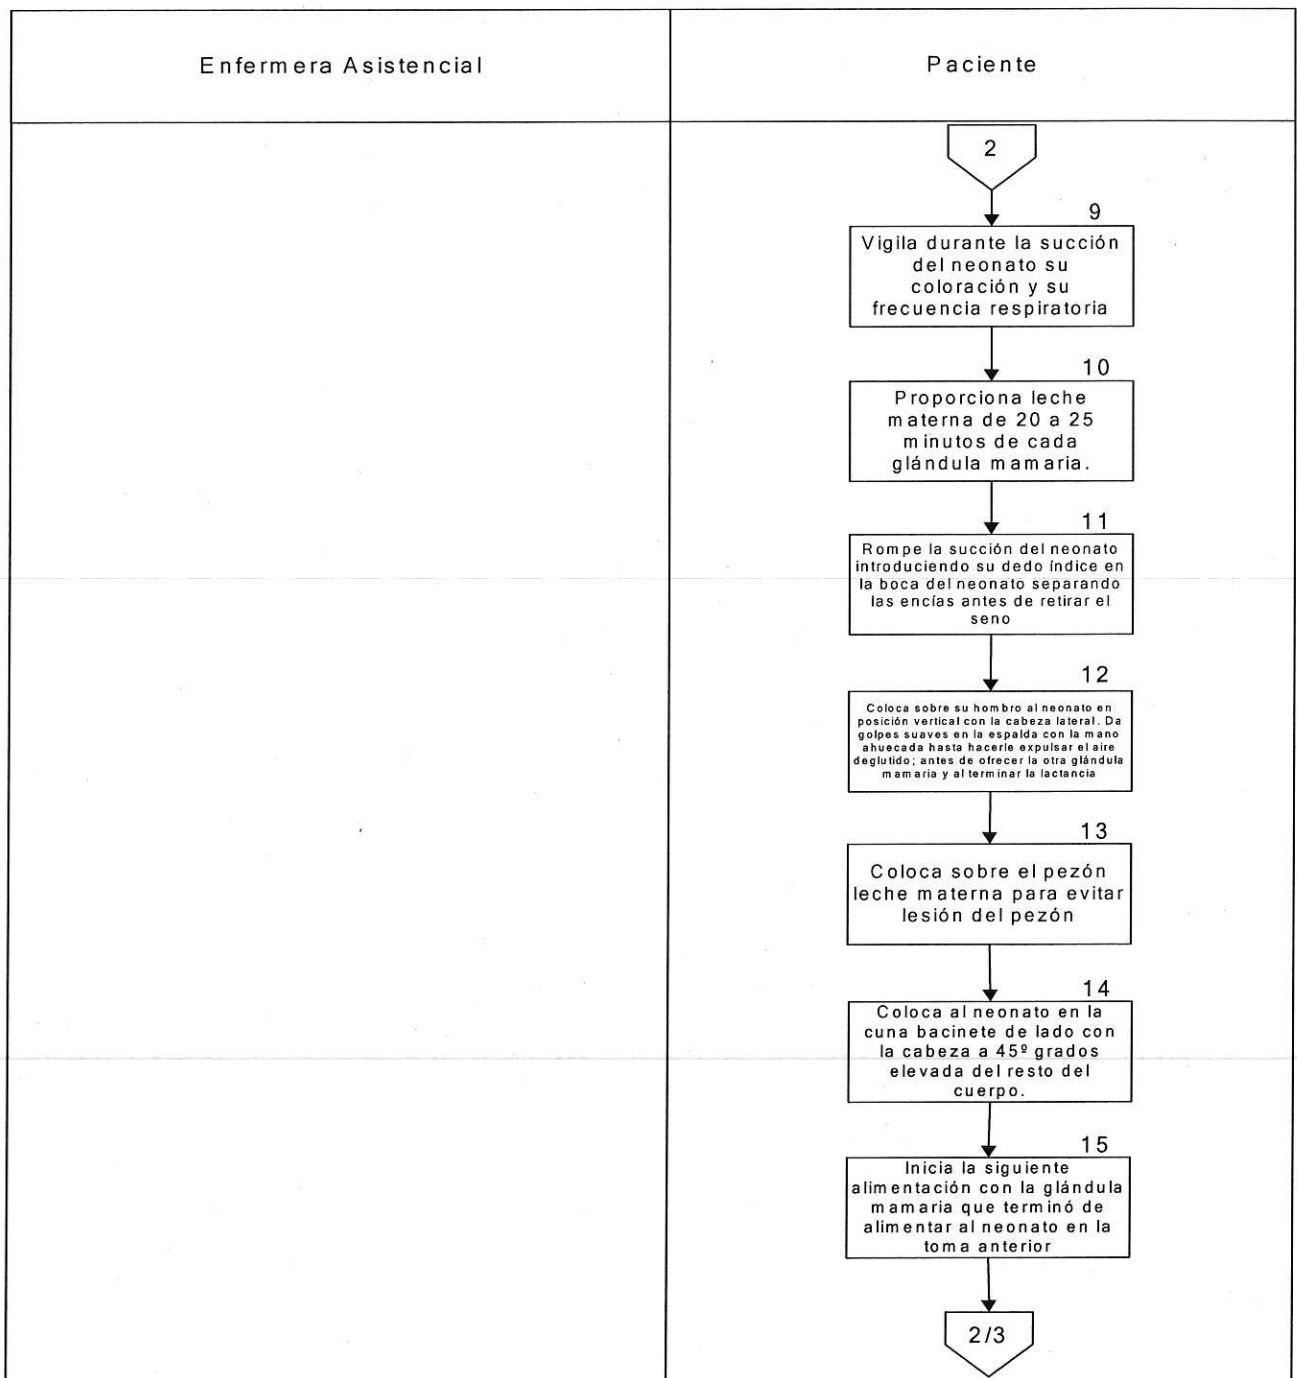 Enfermera Asistencial
Paciente
2
9
Vigila durante la succión
del neonato su
coloración y su
frecuencia respiratoria
10
Proporciona leche
materna de 20 a 25
minutos de cada
glándula mamaria.
11
Rompe la succión del neonato
introduciendo su dedo índice en
la boca del neonato separando
las encías antes de retirar el
seno
12
Coloca sobre su hombro al neonato en
posición vertical con la cabeza lateral. Da
golpes suaves en la espalda con la mano
ahuecada hasta hacerle expulsar el aire
deglutido; antes de ofrecer la otra glándula
mamaria y al terminar la lactancia
13
Coloca sobre el pezón
leche materna para evitar
lesión del pezón
14
Coloca al neonato en la
cuna bacinete de lado con
la cabeza a 45º grados
elevada del resto del
cuerpo.
15
Inicia la siguiente
alimentación con la glándula
mamaria que terminó de
alimentar al neonato en la
toma anterior
2/3